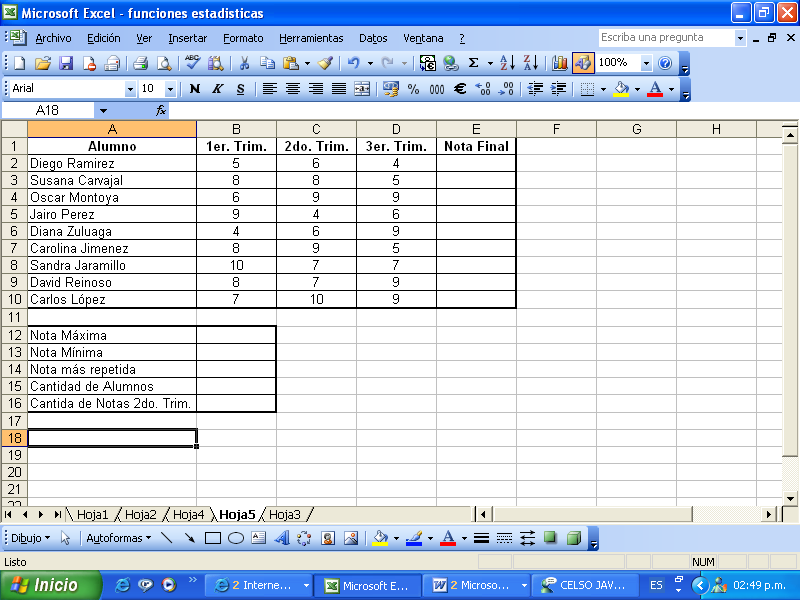 Microsoft Excel - funciones estadisticas
Archivo Edición Ver Insertar Formato Herramientas Datos Ventana ? Escriba una pregunta
100%
Arial 10 N K S % 000 €
A18 fx
A B C D E F G H
1 Alumno 1er. Trim. 2do. Trim. 3er. Trim. Nota Final
2 Diego Ramirez 5 6 4
3 Susana Carvajal 8 8 5
4 Oscar Montoya 6 9 9
5 Jairo Perez 9 4 6
6 Diana Zuluaga 4 6 9
7 Carolina Jimenez 8 9 5
8 Sandra Jaramillo 10 7 7
9 David Reinoso 8 7 9
10 Carlos López 7 10 9
11
12 Nota Máxima
13 Nota Mínima
14 Nota más repetida
15 Cantidad de Alumnos
16 Cantida de Notas 2do. Trim.
17
18
19
20
21
22
Hoja1 Hoja2 Hoja4 Hoja5 Hoja3
Dibujo Autoformas
Listo NUM
Inicio 2 Interne... Microsoft E... 2 Microso... CELSO JAV... ES 02:49 p.m.